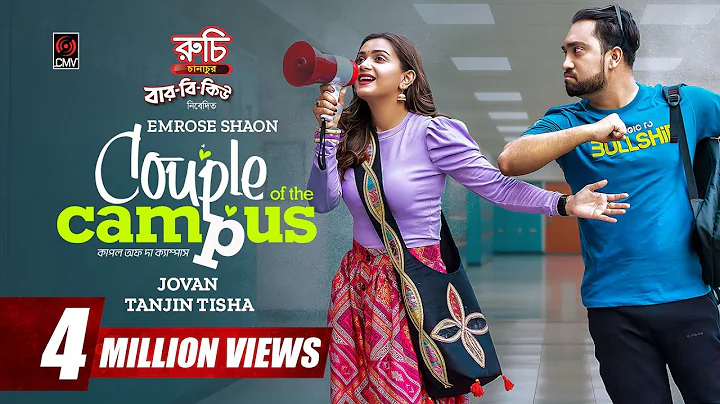 CMV
রুচি
চানাচুর
বার-বি-কিউ
নিবেদিত
EMROSE SHAON
Couple
of the
campus
কাপল অফ দা ক্যাম্পাস
JOVAN
TANJIN TISHA
4 MILLION VIEWS
BULLSHI